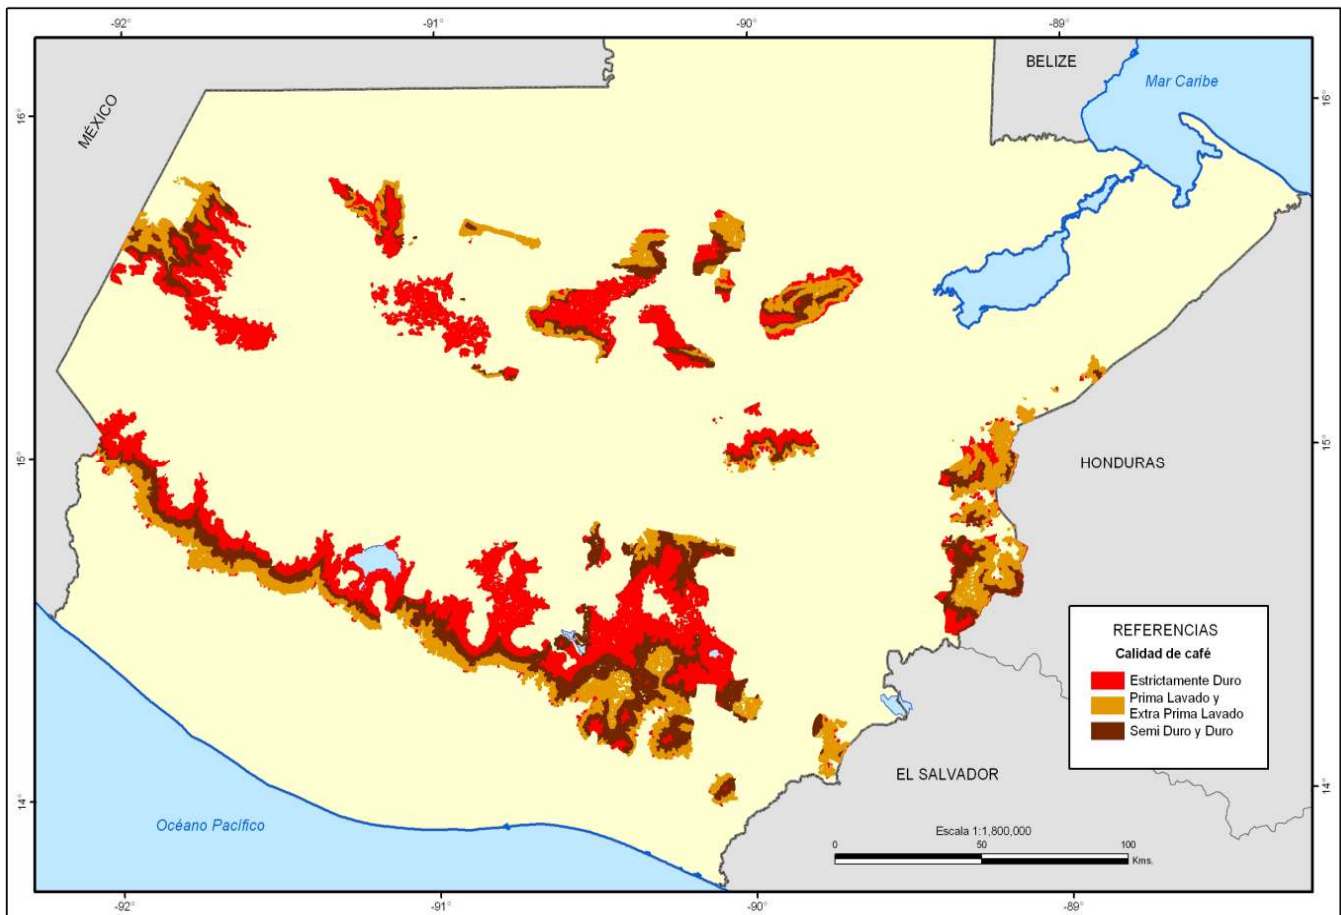 -92°
-91°
-90°
-89°
BELIZE
Mar Caribe
MÉXICO
16°
16°
15°
15°
HONDURAS
REFERENCIAS
Calidad de café
Estrictamente Duro
Prima Lavado y
Extra Prima Lavado
Semi Duro y Duro
EL SALVADOR
14°
14°
Océano Pacífico
Escala 1:1,800,000
0
50
100
Kms.
-92°
-91°
-90°
-89°